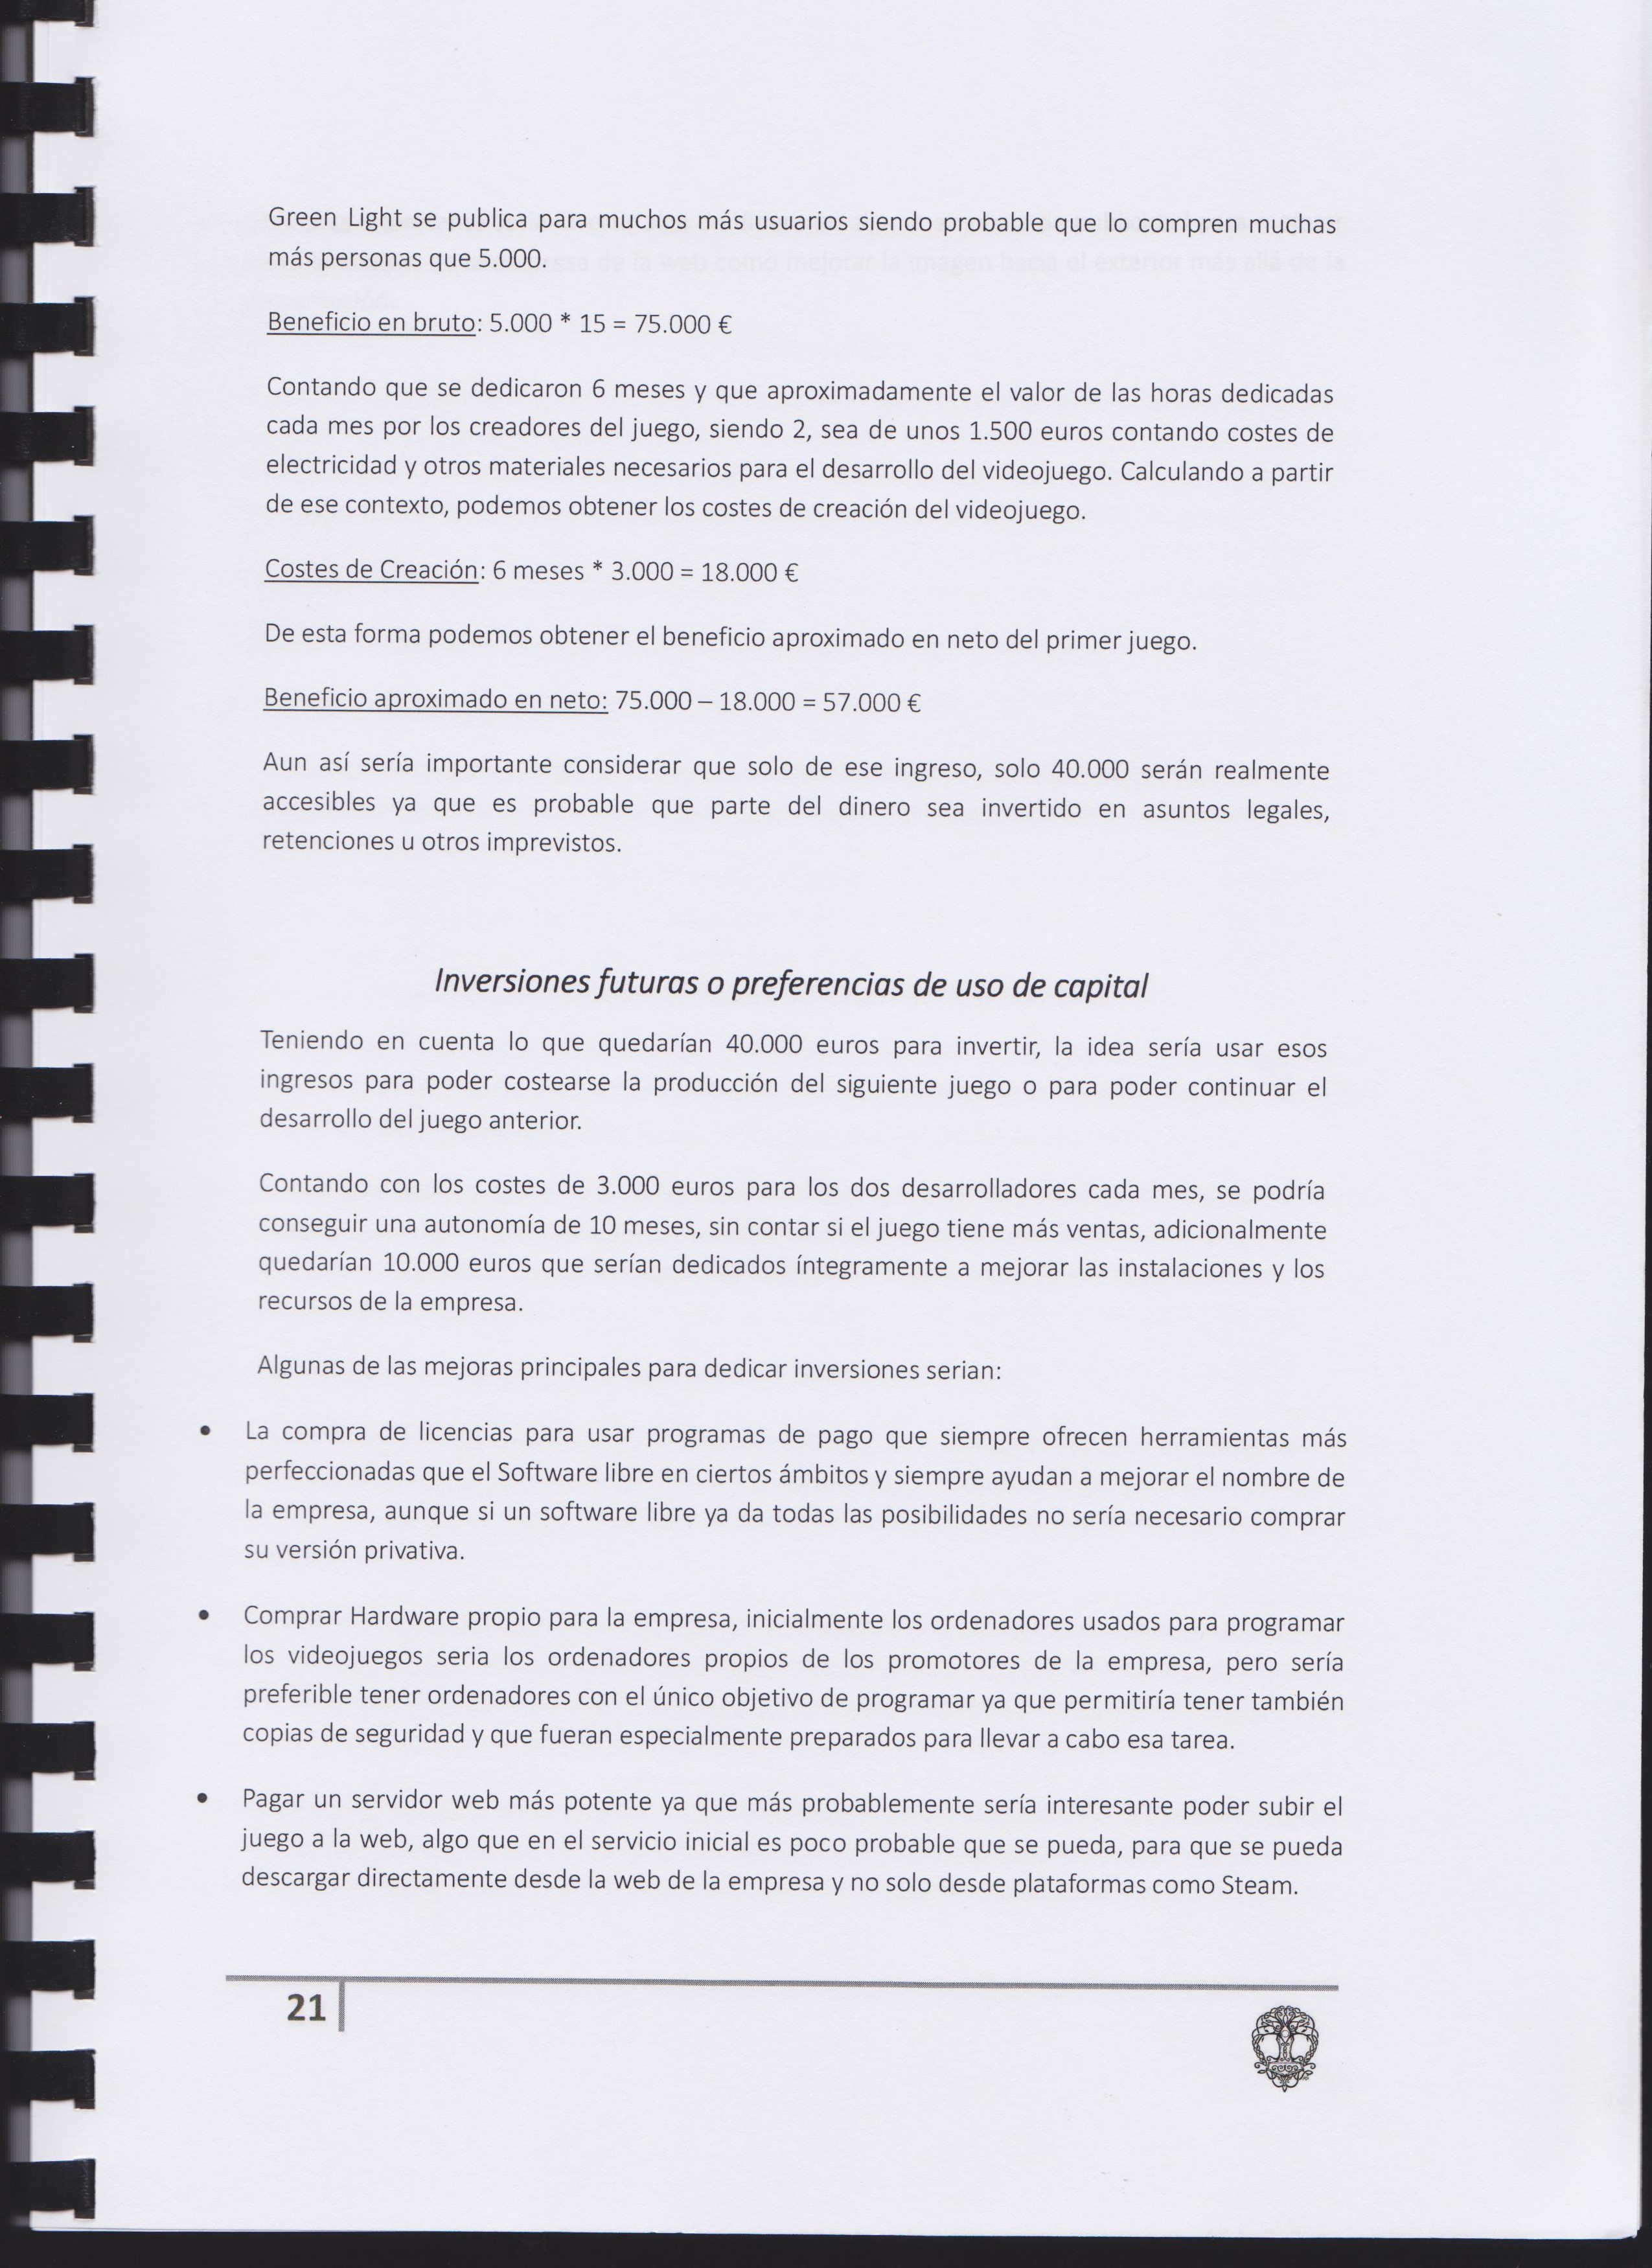 Green Light se publica para muchos más usuarios siendo probable que lo compren muchas
más personas que 5.000.
Beneficio en bruto: 5.000 * 15 = 75.000 €
Contando que se dedicaron 6 meses y que aproximadamente el valor de las horas dedicadas
cada mes por los creadores del juego, siendo 2, sea de unos 1.500 euros contando costes de
electricidad y otros materiales necesarios para el desarrollo del videojuego. Calculando a partir
de ese contexto, podemos obtener los costes de creación del videojuego.
Costes de Creación: 6 meses * 3.000 = 18.000 €
De esta forma podemos obtener el beneficio aproximado en neto del primer juego.
Beneficio aproximado en neto: 75.000 – 18.000 = 57.000 €
Aun así sería importante considerar que solo de ese ingreso, solo 40.000 serán realmente
accesibles ya que es probable que parte del dinero sea invertido en asuntos legales,
retenciones u otros imprevistos.
Inversiones futuras o preferencias de uso de capital
Teniendo en cuenta lo que quedarían 40.000 euros para invertir, la idea sería usar esos
ingresos para poder costearse la producción del siguiente juego o para poder continuar el
desarrollo del juego anterior.
Contando con los costes de 3.000 euros para los dos desarrolladores cada mes, se podría
conseguir una autonomía de 10 meses, sin contar si el juego tiene más ventas, adicionalmente
quedarían 10.000 euros que serían dedicados íntegramente a mejorar las instalaciones y los
recursos de la empresa.
Algunas de las mejoras principales para dedicar inversiones serian:
• La compra de licencias para usar programas de pago que siempre ofrecen herramientas más
perfeccionadas que el Software libre en ciertos ámbitos y siempre ayudan a mejorar el nombre de
la empresa, aunque si un software libre ya da todas las posibilidades no sería necesario comprar
su versión privativa.
• Comprar Hardware propio para la empresa, inicialmente los ordenadores usados para programar
los videojuegos seria los ordenadores propios de los promotores de la empresa, pero sería
preferible tener ordenadores con el único objetivo de programar ya que permitiría tener también
copias de seguridad y que fueran especialmente preparados para llevar a cabo esa tarea.
• Pagar un servidor web más potente ya que más probablemente sería interesante poder subir el
juego a la web, algo que en el servicio inicial es poco probable que se pueda, para que se pueda
descargar directamente desde la web de la empresa y no solo desde plataformas como Steam.
21